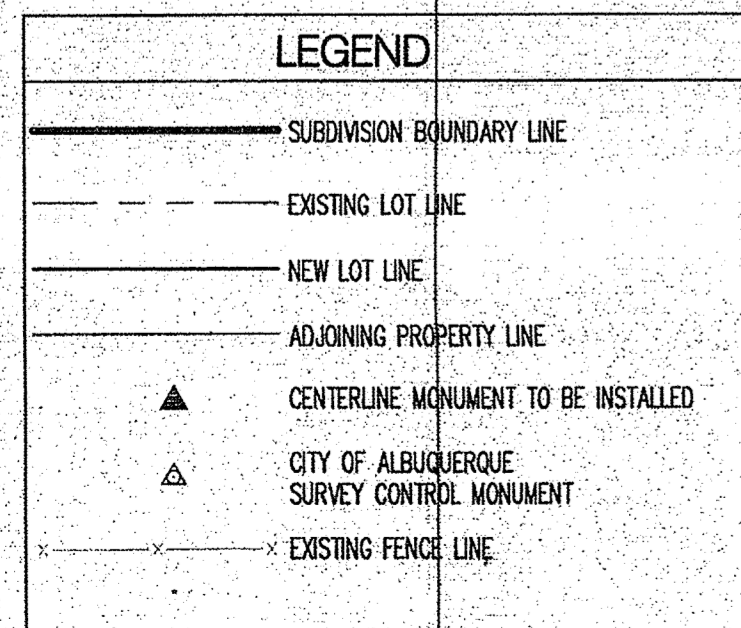 LEGEND
SUBDIVISION BOUNDARY LINE
EXISTING LOT LINE
NEW LOT LINE
ADJOINING PROPERTY LINE
CENTERLINE MONUMENT TO BE INSTALLED
CITY OF ALBUQUERQUE
SURVEY CONTROL MONUMENT
EXISTING FENCE LINE